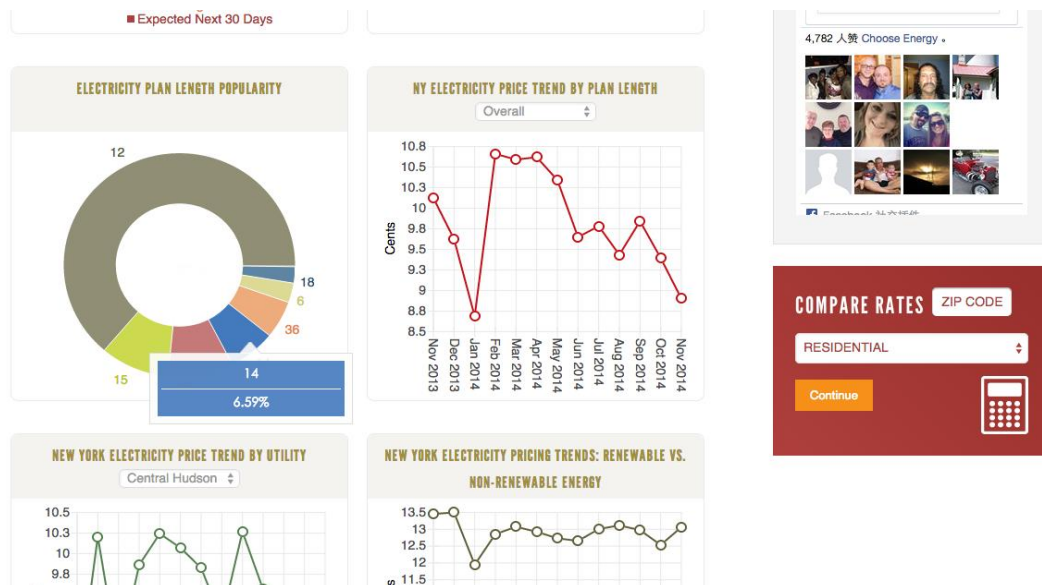 Expected Next 30 Days
ELECTRICITY PLAN LENGTH POPULARITY
12
18
6
36
15
14
6.59%
NY ELECTRICITY PRICE TREND BY PLAN LENGTH
Overall
Cents
10.8
10.5
10.3
10
9.8
9.5
9.3
9
8.8
8.5
Nov 2013
Dec 2013
Jan 2014
Feb 2014
Mar 2014
Apr 2014
May 2014
Jun 2014
Jul 2014
Aug 2014
Sep 2014
Oct 2014
Nov 2014
NEW YORK ELECTRICITY PRICE TREND BY UTILITY
Central Hudson
10.5
10.3
10
9.8
NEW YORK ELECTRICITY PRICING TRENDS: RENEWABLE VS.
NON-RENEWABLE ENERGY
13.5
13
12.5
12
11.5
4,782 人赞 Choose Energy。
Facebook 社交插件
COMPARE RATES ZIP CODE
RESIDENTIAL
Continue